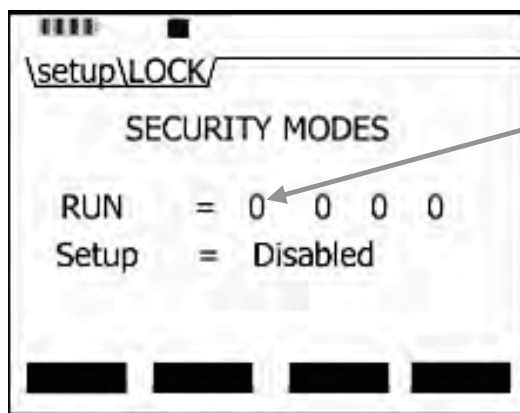 \setup\LOCK/
SECURITY MODES
RUN = 0 0 0 0
Setup = Disabled